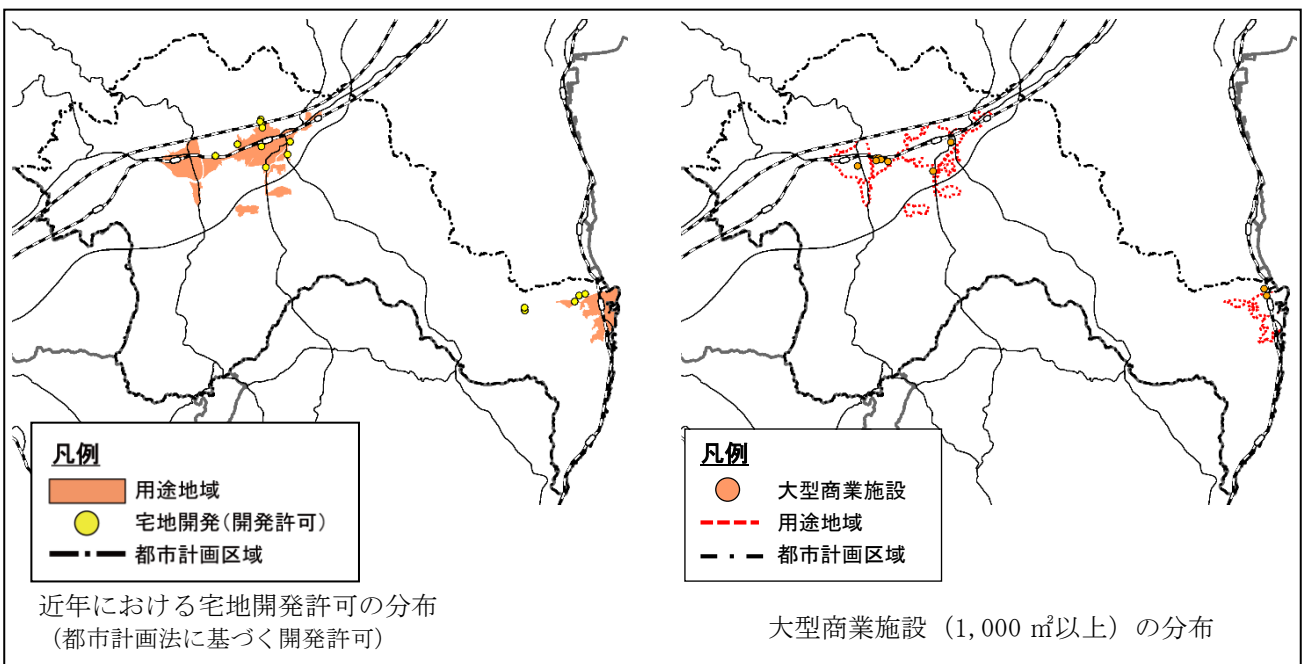 凡例
用途地域
宅地開発(開発許可)
都市計画区域
近年における宅地開発許可の分布
(都市計画法に基づく開発許可)
凡例
大型商業施設
用途地域
都市計画区域
大型商業施設（1,000 ㎡以上）の分布